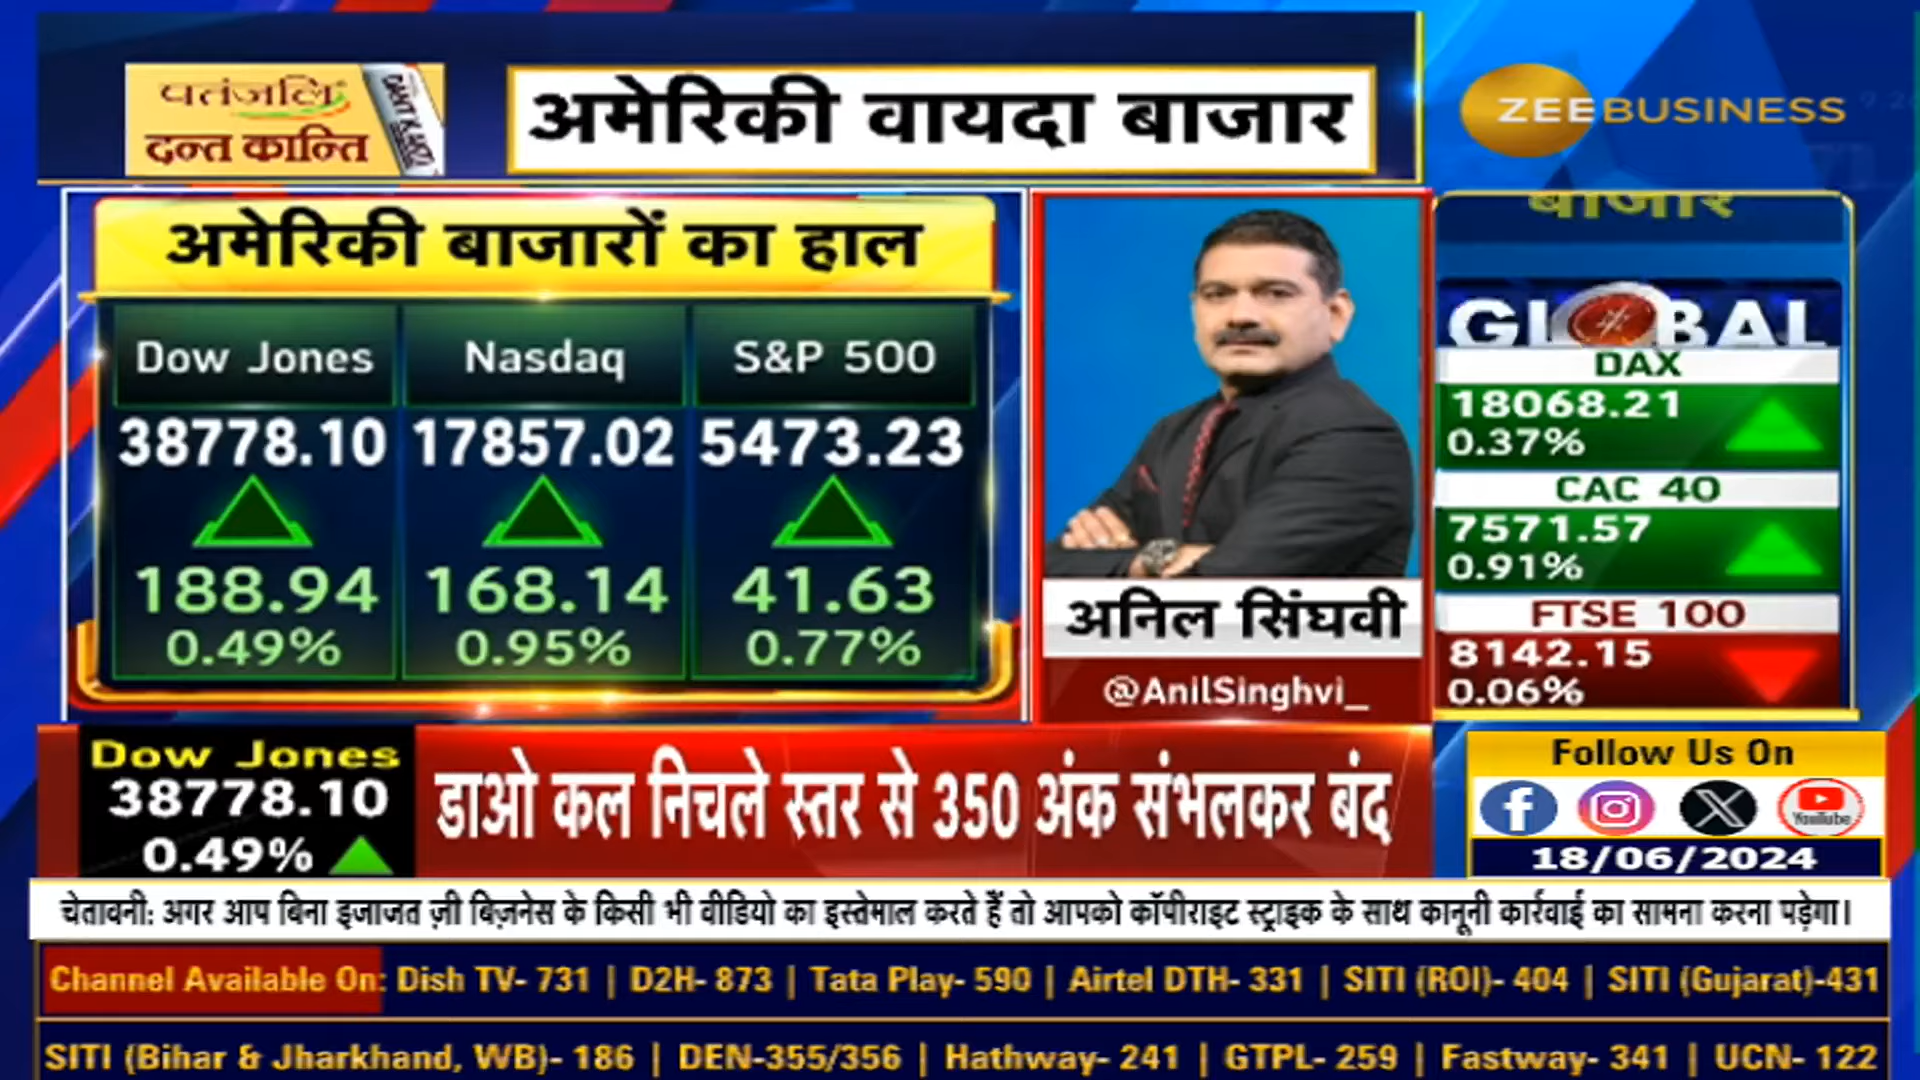 पतंजलि
दन्त कान्ति
DANT KANTI
अमेरिकी वायदा बाजार
ZEEBUSINESS
अमेरिकी बाजारों का हाल
Dow Jones Nasdaq S&P 500
38778.10 17857.02 5473.23
188.94 168.14 41.63
0.49% 0.95% 0.77%
अनिल सिंघवी
@AnilSinghvi_
बाजार
GLOBAL
DAX
18068.21
0.37%
CAC 40
7571.57
0.91%
FTSE 100
8142.15
0.06%
Dow Jones
38778.10
0.49%
डाओ कल निचले स्तर से 350 अंक संभलकर बंद
Follow Us On
YouTube
18/06/2024
चेतावनी: अगर आप बिना इजाजत ज़ी बिज़नेस के किसी भी वीडियो का इस्तेमाल करते हैं तो आपको कॉपीराइट स्ट्राइक के साथ कानूनी कार्रवाई का सामना करना पड़ेगा।
Channel Available On: Dish TV- 731 | D2H- 873 | Tata Play- 590 | Airtel DTH- 331 | SITI (ROI)- 404 | SITI (Gujarat)-431
SITI (Bihar & Jharkhand, WB)- 186 | DEN-355/356 | Hathway- 241 | GTPL- 259 | Fastway- 341 | UCN- 122